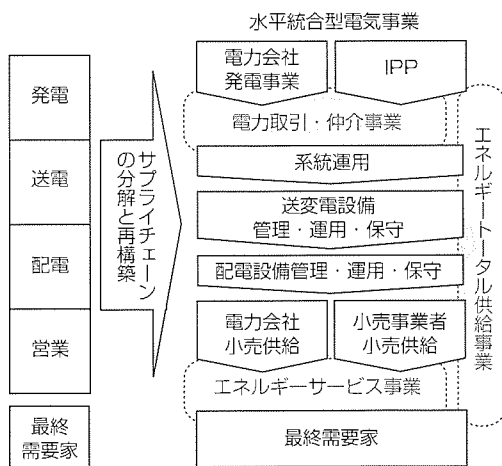 水平統合型電気事業
発電
送電
配電
営業
最終
需要家
サプライチェーン
の分解と再構築
電力会社
発電事業
IPP
電力取引・仲介事業
系統運用
送変電設備
管理・運用・保守
配電設備管理・運用・保守
電力会社
小売供給
小売事業者
小売供給
エネルギーサービス事業
最終需要家
エネルギートータル供給事業